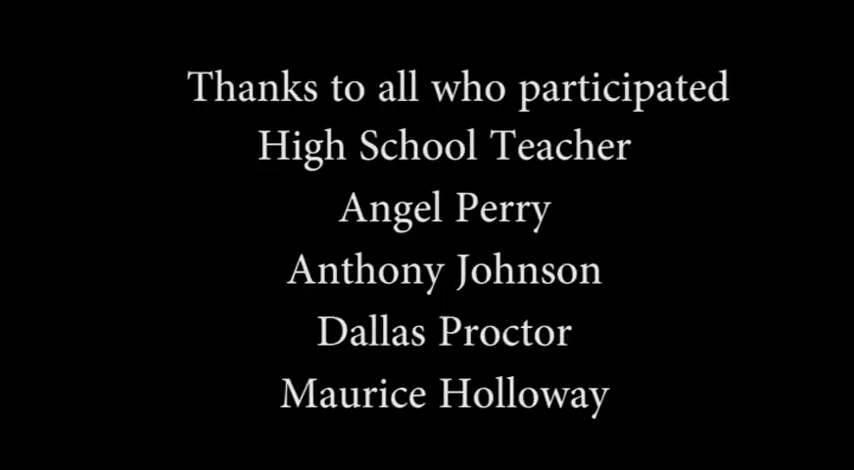 Thanks to all who participated
High School Teacher
Angel Perry
Anthony Johnson
Dallas Proctor
Maurice Holloway